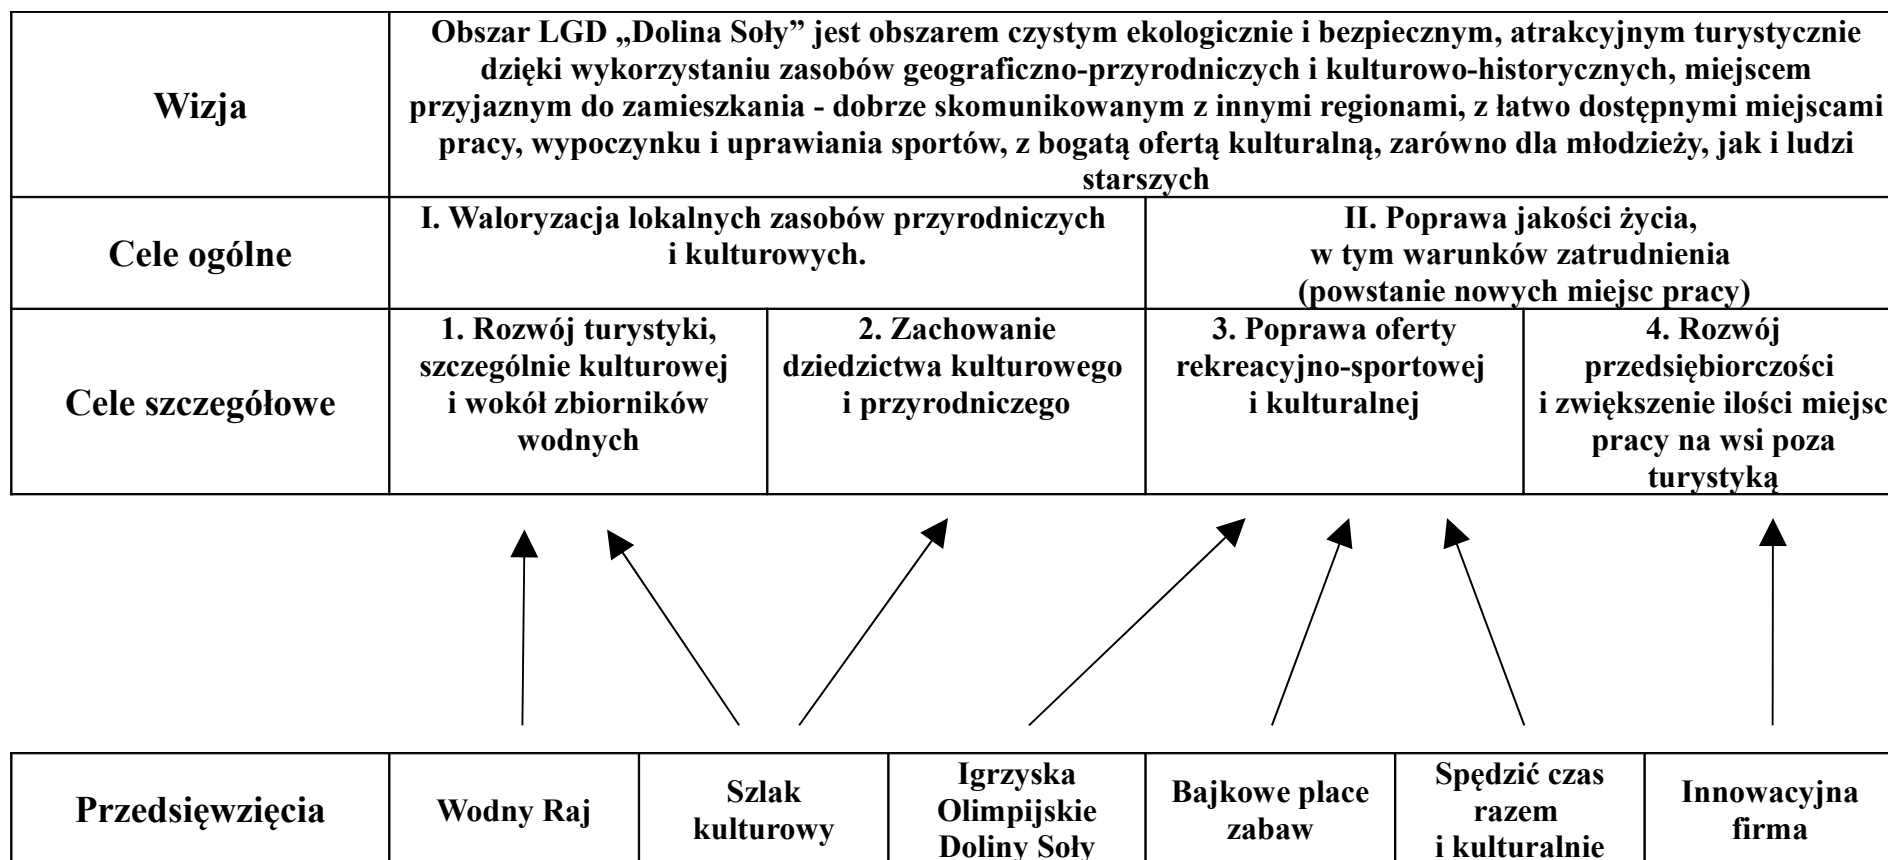 Wizja
Obszar LGD „Dolina Soły” jest obszarem czystym ekologicznie i bezpiecznym, atrakcyjnym turystycznie
dzięki wykorzystaniu zasobów geograficzno-przyrodniczych i kulturowo-historycznych, miejscem
przyjaznym do zamieszkania - dobrze skomunikowanym z innymi regionami, z łatwo dostępnymi miejscami
pracy, wypoczynku i uprawiania sportów, z bogatą ofertą kulturalną, zarówno dla młodzieży, jak i ludzi
starszych
Cele ogólne
I. Waloryzacja lokalnych zasobów przyrodniczych
i kulturowych.
II. Poprawa jakości życia,
w tym warunków zatrudnienia
(powstanie nowych miejsc pracy)
Cele szczegółowe
1. Rozwój turystyki,
szczególnie kulturowej
i wokół zbiorników
wodnych
2. Zachowanie
dziedzictwa kulturowego
i przyrodniczego
3. Poprawa oferty
rekreacyjno-sportowej
i kulturalnej
4. Rozwój
przedsiębiorczości
i zwiększenie ilości miejsc
pracy na wsi poza
turystyką
Przedsięwzięcia
Wodny Raj
Szlak
kulturowy
Igrzyska
Olimpijskie
Doliny Soły
Bajkowe place
zabaw
Spędzić czas
razem
i kulturalnie
Innowacyjna
firma